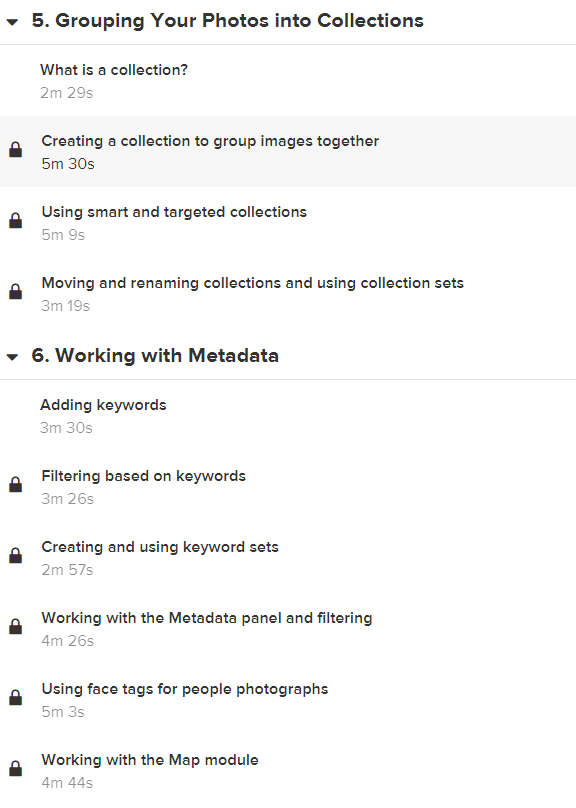 5. Grouping Your Photos into Collections
What is a collection?
2m 29s
Creating a collection to group images together
5m 30s
Using smart and targeted collections
5m 9s
Moving and renaming collections and using collection sets
3m 19s
6. Working with Metadata
Adding keywords
3m 30s
Filtering based on keywords
3m 26s
Creating and using keyword sets
2m 57s
Working with the Metadata panel and filtering
4m 26s
Using face tags for people photographs
5m 3s
Working with the Map module
4m 44s